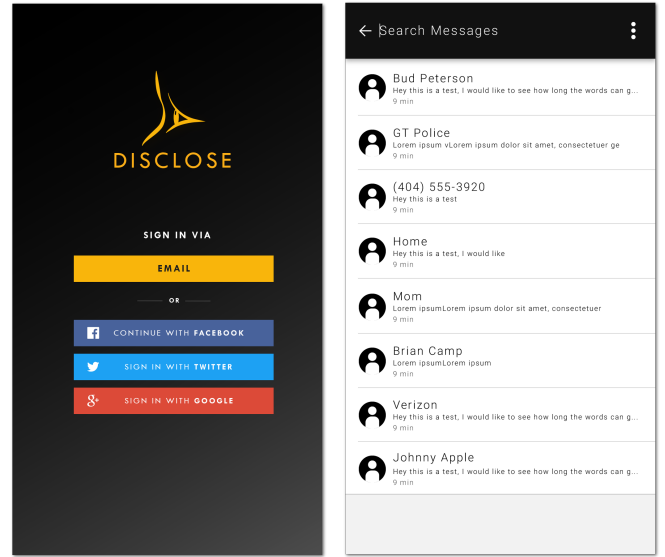 DISCLOSE
SIGN IN VIA
EMAIL
OR
CONTINUE WITH FACEBOOK
SIGN IN WITH TWITTER
SIGN IN WITH GOOGLE
Search Messages
Bud Peterson
Hey this is a test, I would like to see how long the words can g...
9 min
GT Police
Lorem ipsum vLorem ipsum dolor sit amet, consectetuer ge
9 min
(404) 555-3920
Hey this is a test
9 min
Home
Hey this is a test, I would like
9 min
Mom
Lorem ipsumLorem ipsum dolor sit amet, consectetuer
9 min
Brian Camp
Lorem ipsumLorem ipsum
9 min
Verizon
Hey this is a test, I would like to see how long the words can g...
9 min
Johnny Apple
Hey this is a test, I would like to see how long the words can g...
9 min